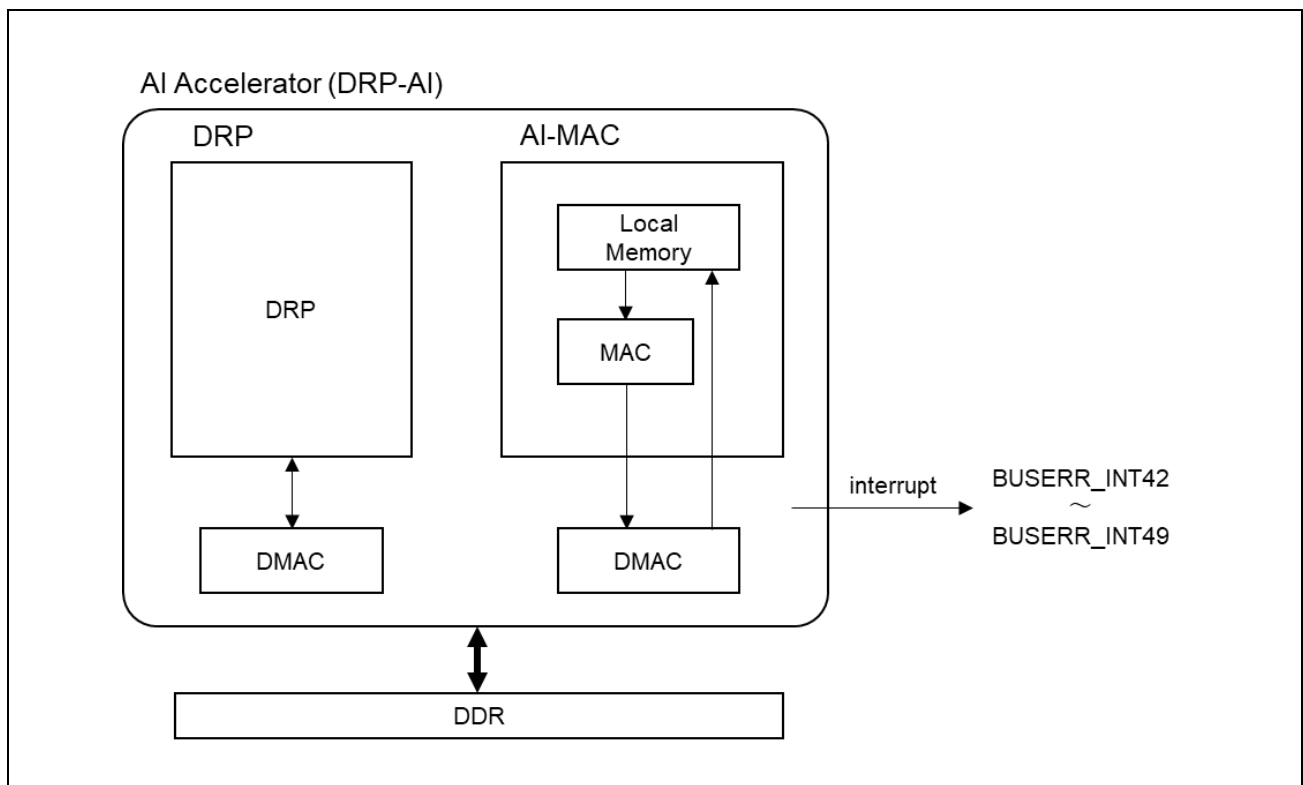 AI Accelerator (DRP-AI)
DRP
AI-MAC
Local
Memory
DRP
MAC
interrupt
BUSERR_INT42
～
BUSERR_INT49
DMAC
DMAC
DDR